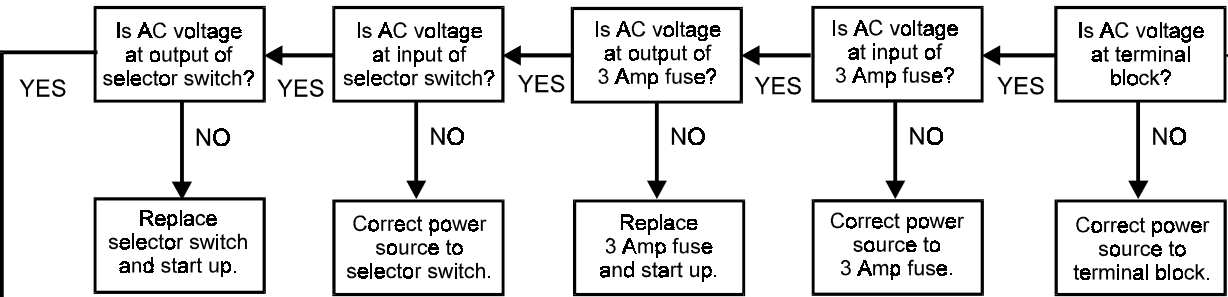 Is AC voltage
at output of
selector switch?
Is AC voltage
at input of
selector switch?
Is AC voltage
at output of
3 Amp fuse?
Is AC voltage
at input of
3 Amp fuse?
Is AC voltage
at terminal
block?
YES
YES
YES
YES
YES
NO
NO
NO
NO
NO
Replace
selector switch
and start up.
Correct power
source to
selector switch.
Replace
3 Amp fuse
and start up.
Correct power
source to
3 Amp fuse.
Correct power
source to
terminal block.